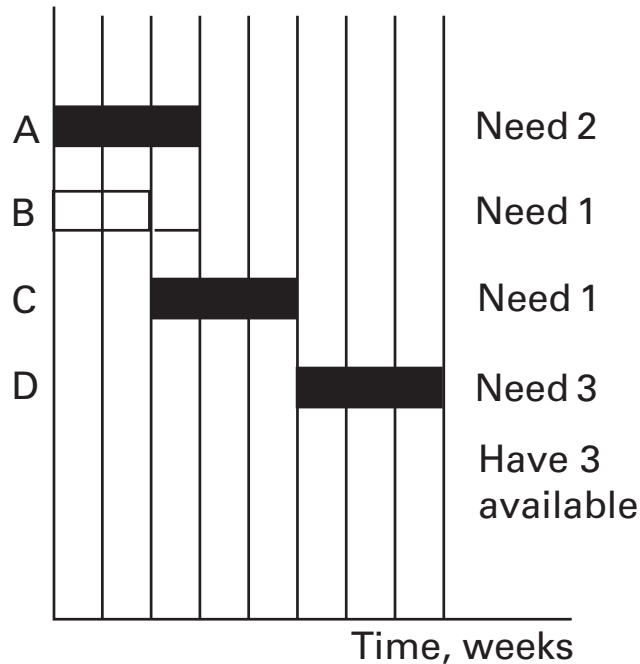 A Need 2
B Need 1
C Need 1
D Need 3
Have 3
available
Time, weeks